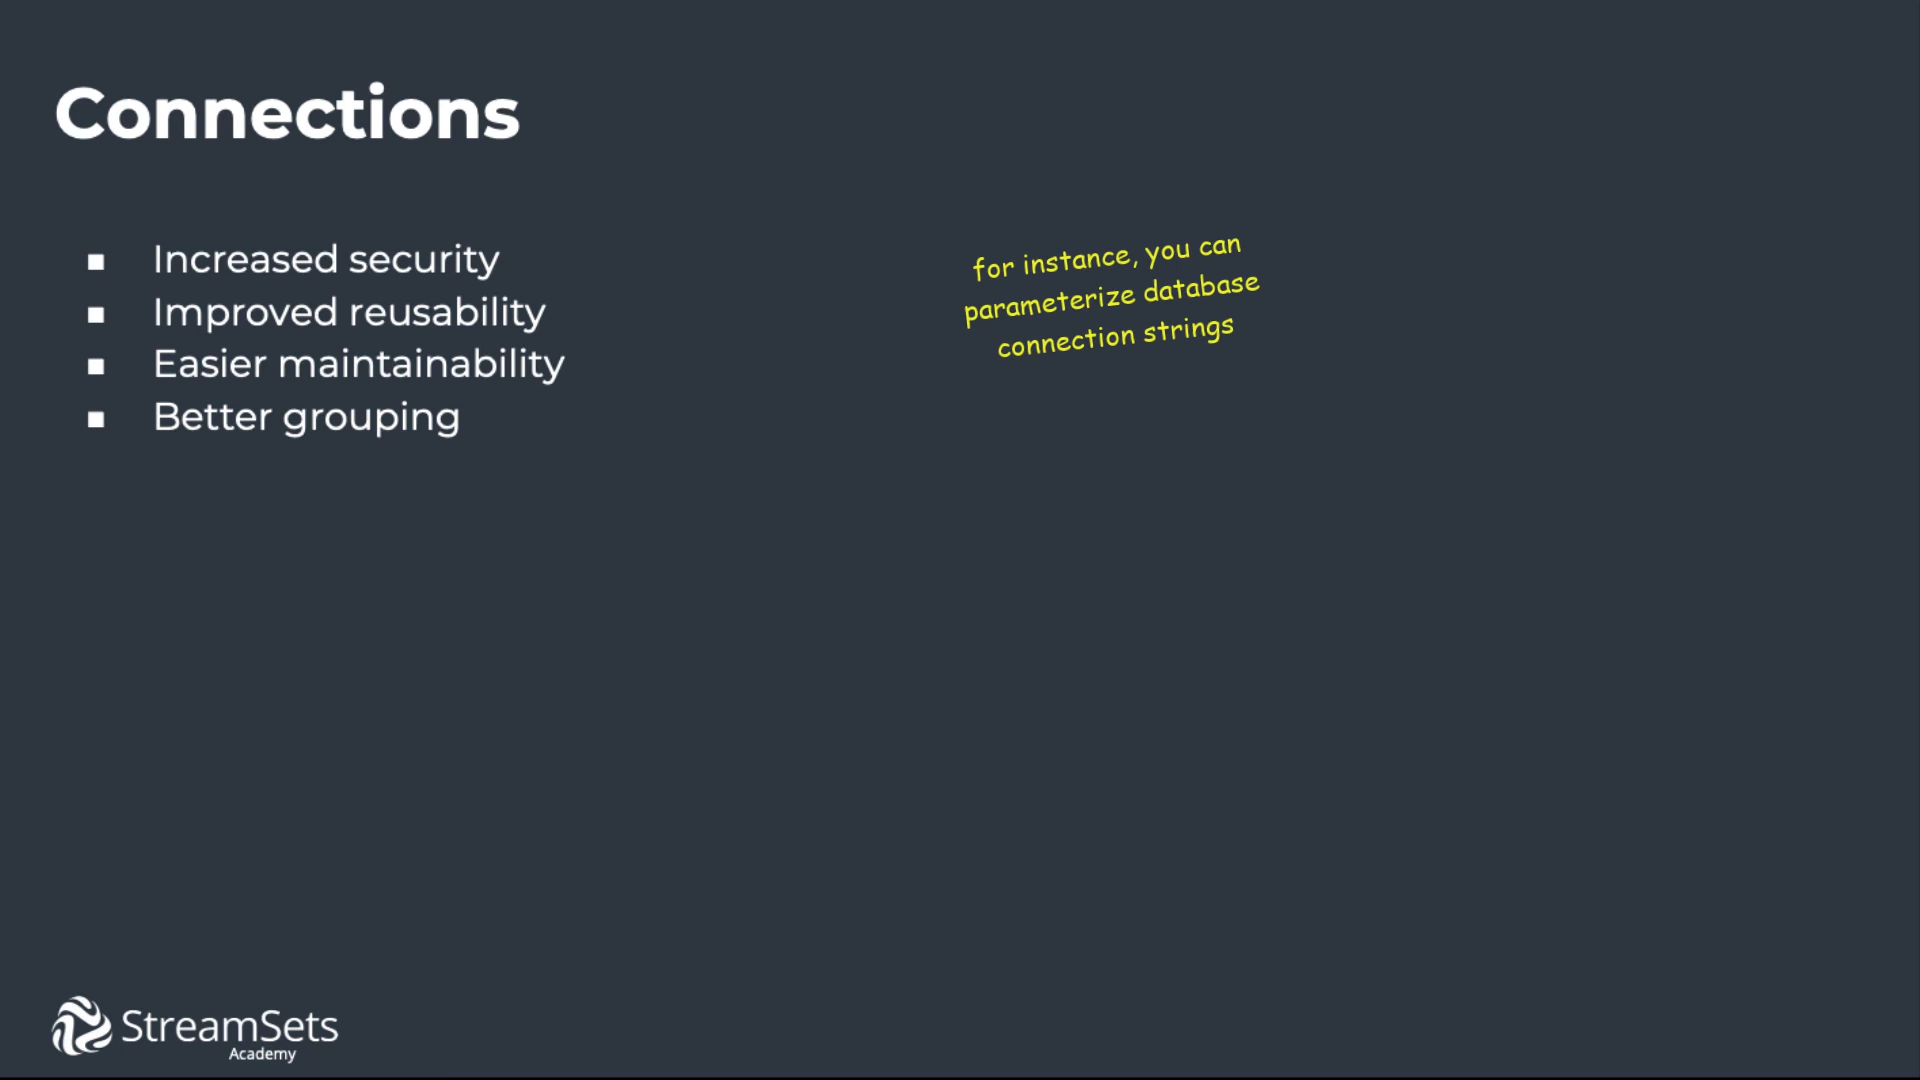 Connections
Increased security
Improved reusability
Easier maintainability
Better grouping
for instance, you can
parameterize database
connection strings
StreamSets
Academy